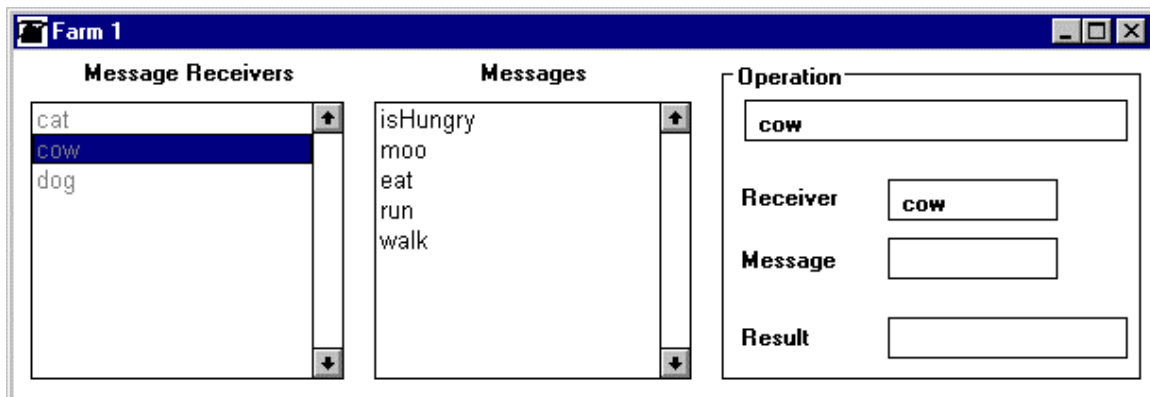 Farm 1
Message Receivers
cat
cow
dog
Messages
isHungry
moo
eat
run
walk
Operation
cow
Receiver
cow
Message
Result